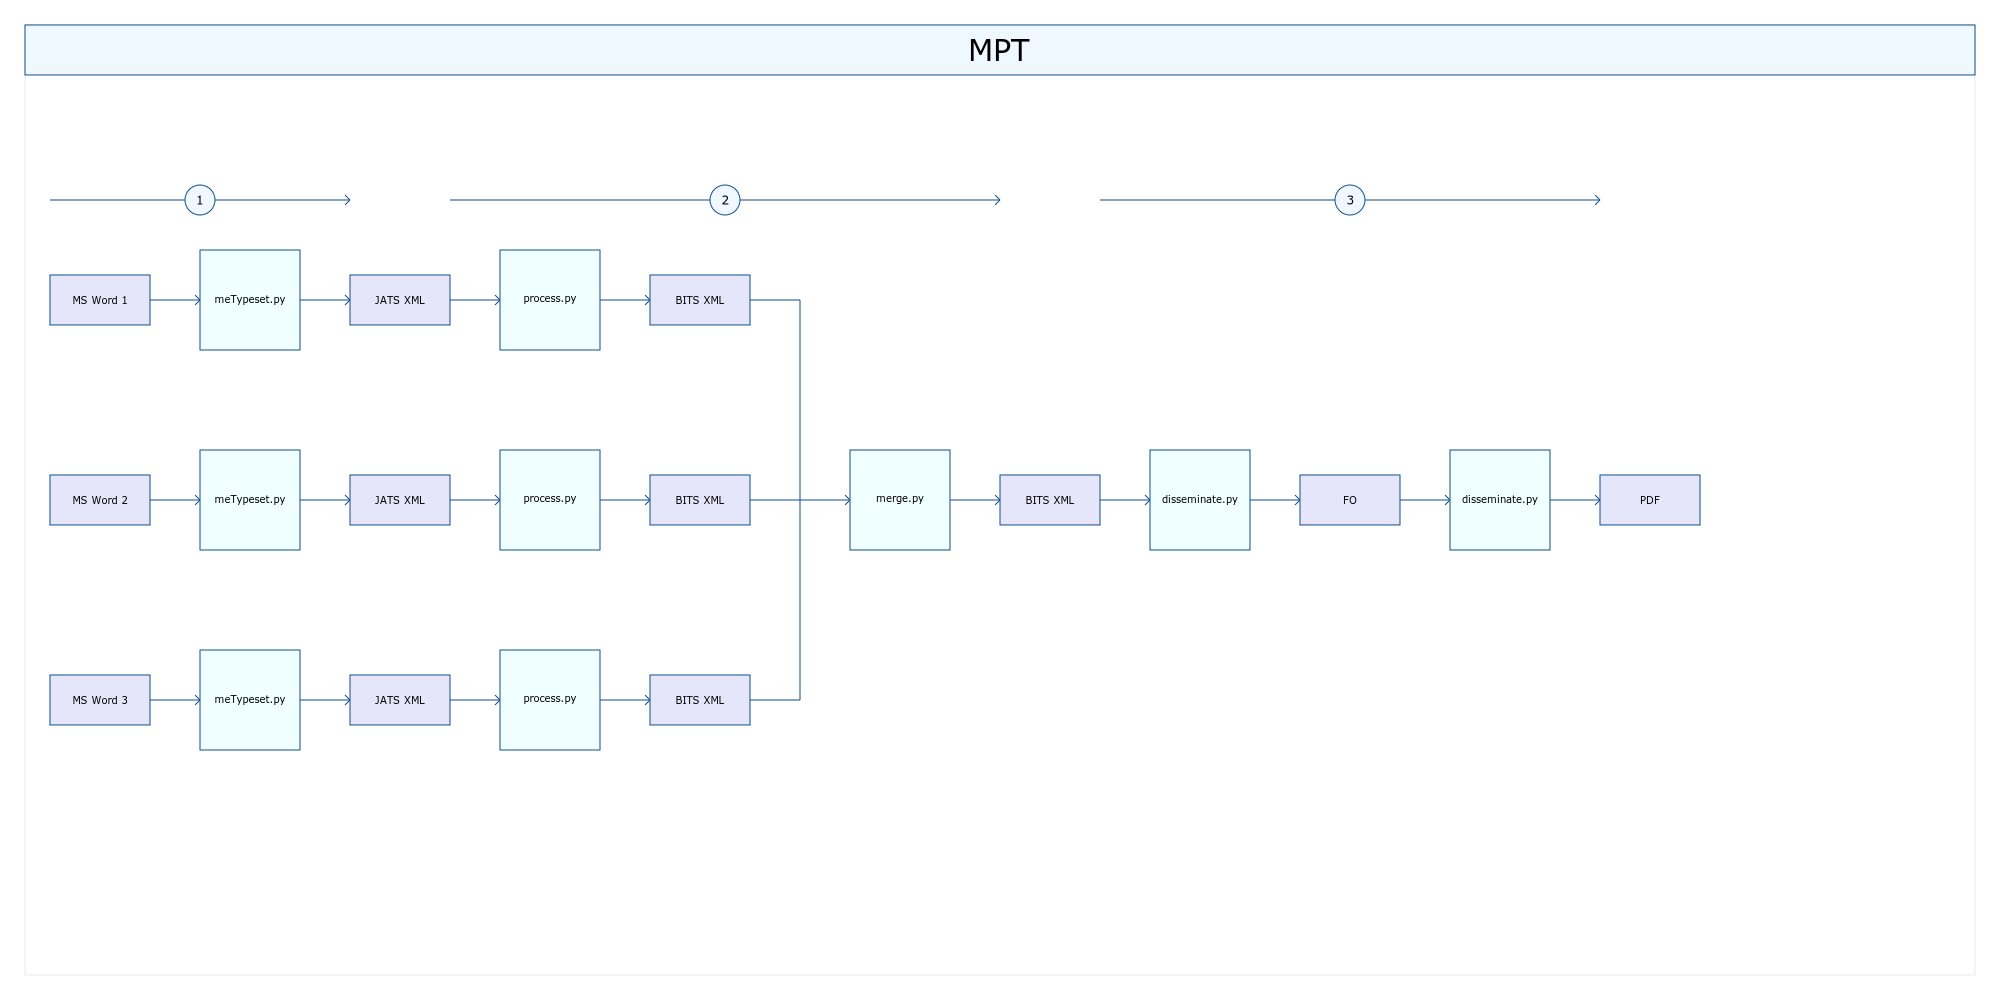 MPT
1
2
3
MS Word 1
meTypeset.py
JATS XML
process.py
BITS XML
MS Word 2
meTypeset.py
JATS XML
process.py
BITS XML
merge.py
BITS XML
disseminate.py
FO
disseminate.py
PDF
MS Word 3
meTypeset.py
JATS XML
process.py
BITS XML